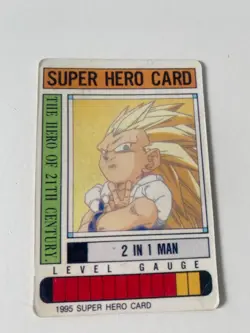 SUPER HERO CARD
THE HERO OF 21TH CENTURY
2 IN 1 MAN
LEVEL GAUGE
1995 SUPER HERO CARD